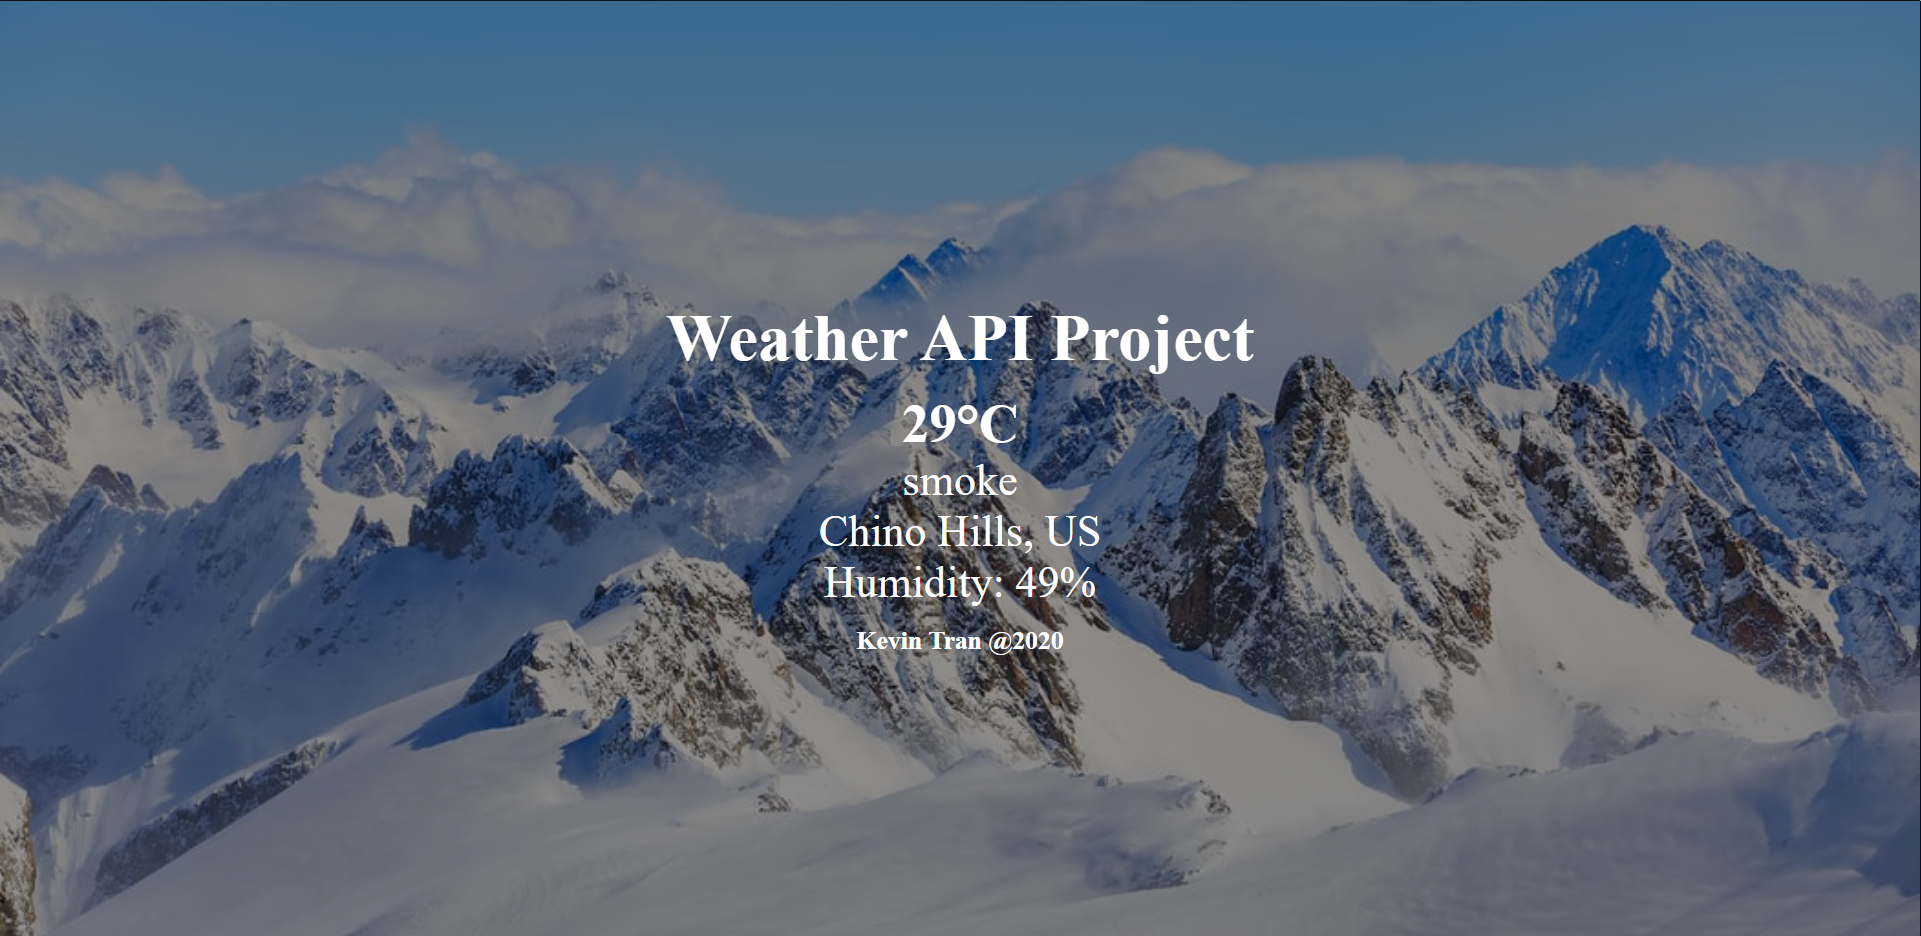 Weather API Project
29°C
smoke
Chino Hills, US
Humidity: 49%
Kevin Tran @2020